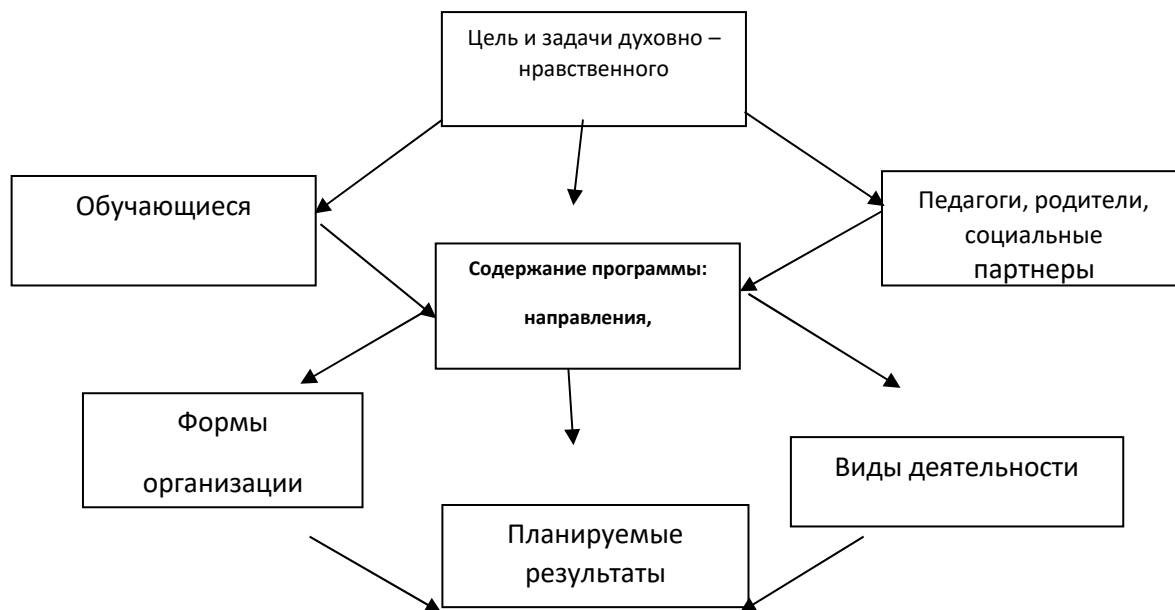 Цель и задачи духовно –
нравственного
Обучающиеся
Педагоги, родители,
социальные
партнеры
Содержание программы:
направления,
Формы
организации
Виды деятельности
Планируемые
результаты